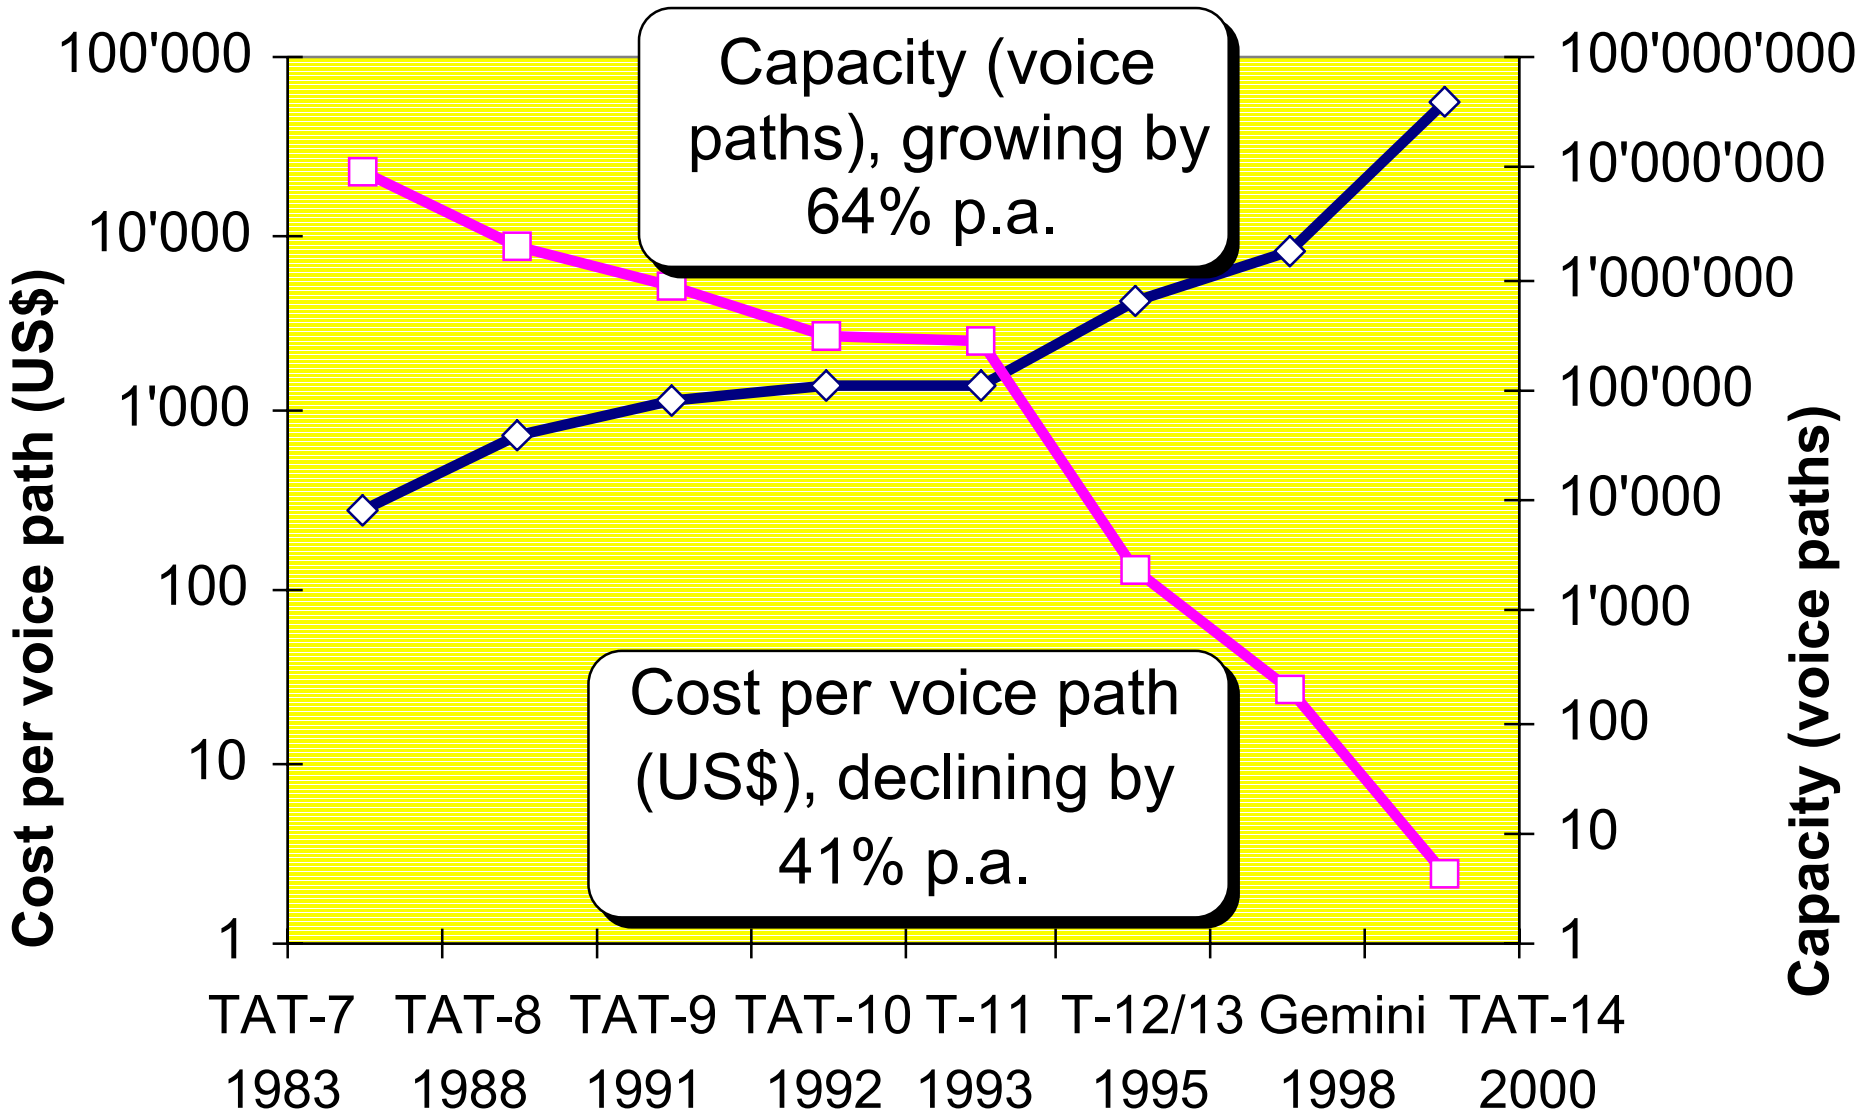 Capacity (voice
paths), growing by
64% p.a.
Cost per voice path
(US$), declining by
41% p.a.
Cost per voice path (US$)
100'000
10'000
1'000
100
10
1
100'000'000
10'000'000
1'000'000
100'000
10'000
1'000
100
10
1
Capacity (voice paths)
TAT-7 TAT-8 TAT-9 TAT-10 T-11 T-12/13 Gemini TAT-14
1983 1988 1991 1992 1993 1995 1998 2000